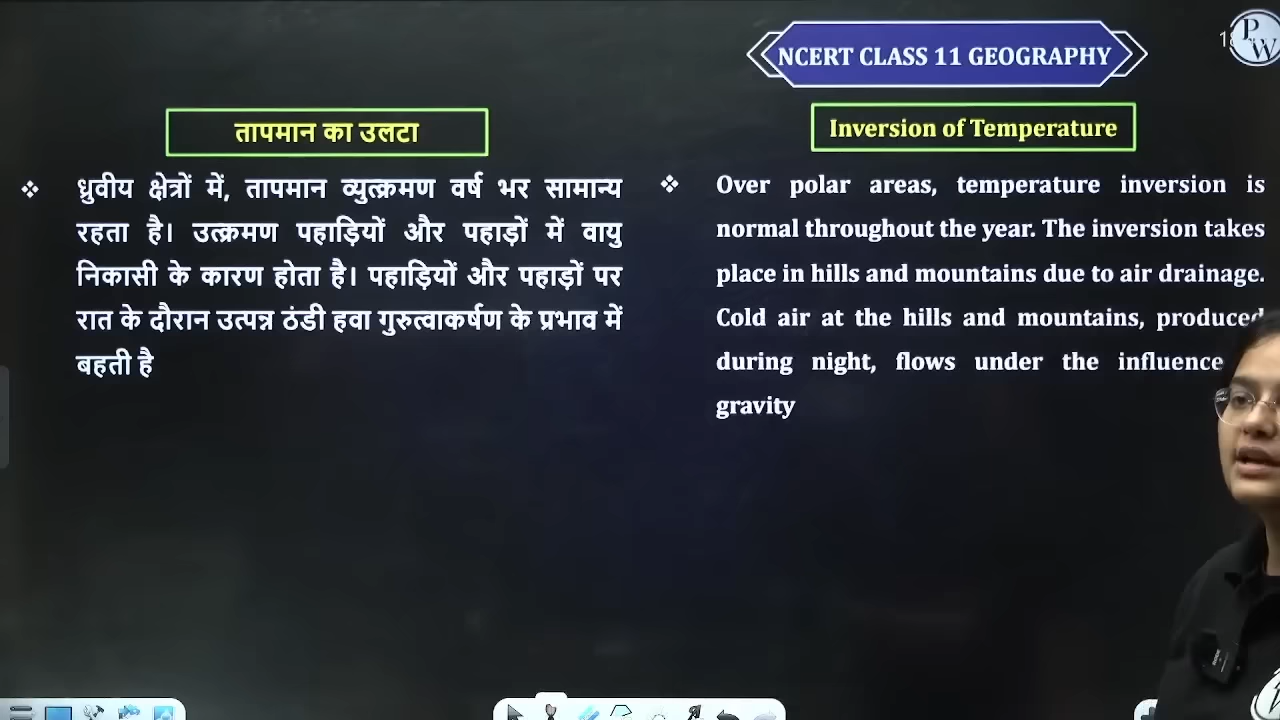 NCERT CLASS 11 GEOGRAPHY
PW
तापमान का उलटा
❖ ध्रुवीय क्षेत्रों में, तापमान व्युत्क्रमण वर्ष भर सामान्य
रहता है। उत्क्रमण पहाड़ियों और पहाड़ों में वायु
निकासी के कारण होता है। पहाड़ियों और पहाड़ों पर
रात के दौरान उत्पन्न ठंडी हवा गुरुत्वाकर्षण के प्रभाव में
बहती है
Inversion of Temperature
❖ Over polar areas, temperature inversion is
normal throughout the year. The inversion takes
place in hills and mountains due to air drainage.
Cold air at the hills and mountains, produced
during night, flows under the influence
gravity